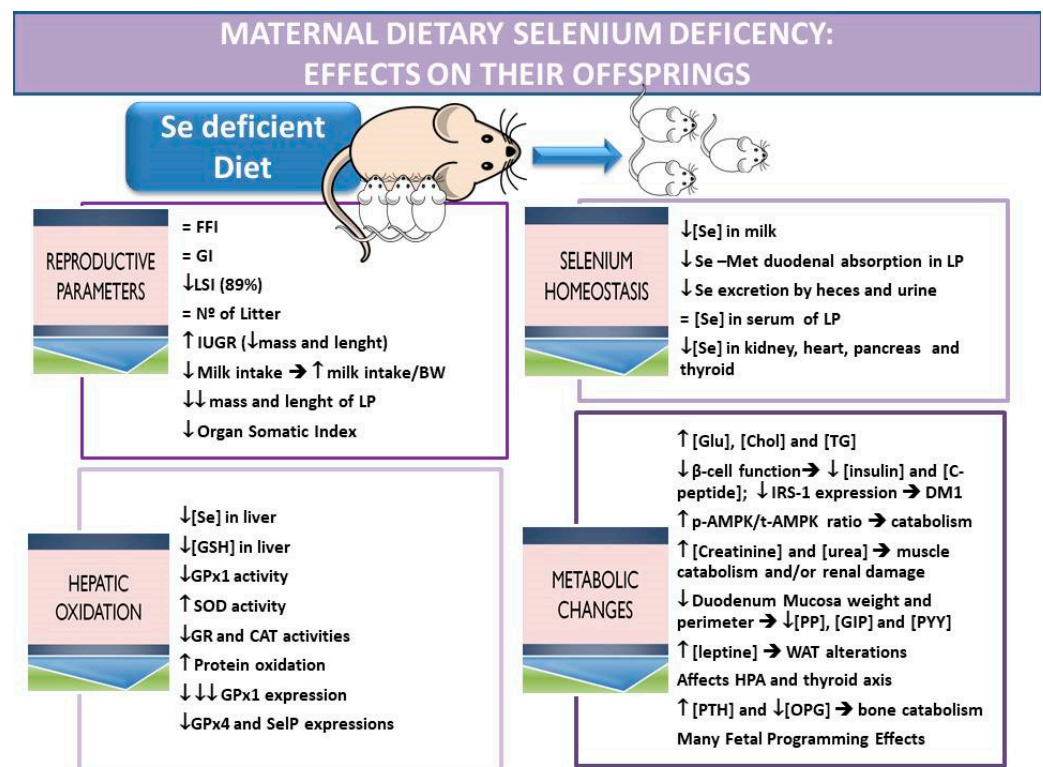 MATERNAL DIETARY SELENIUM DEFICENCY:
EFFECTS ON THEIR OFFSPRINGS
Se deficient
Diet
REPRODUCTIVE
PARAMETERS
= FFI
= GI
↓LSI (89%)
= Nº of Litter
↑ IUGR (↓mass and lenght)
↓ Milk intake ➔ ↑ milk intake/BW
↓↓ mass and lenght of LP
↓ Organ Somatic Index
SELENIUM
HOMEOSTASIS
↓[Se] in milk
↓ Se –Met duodenal absorption in LP
↓ Se excretion by heces and urine
= [Se] in serum of LP
↓[Se] in kidney, heart, pancreas and
thyroid
HEPATIC
OXIDATION
↓[Se] in liver
↓[GSH] in liver
↓GPx1 activity
↑ SOD activity
↓GR and CAT activities
↑ Protein oxidation
↓↓↓ GPx1 expression
↓GPx4 and SelP expressions
METABOLIC
CHANGES
↑ [Glu], [Chol] and [TG]
↓ β-cell function➔ ↓ [insulin] and [C-
peptide]; ↓ IRS-1 expression ➔ DM1
↑ p-AMPK/t-AMPK ratio ➔ catabolism
↑ [Creatinine] and [urea] ➔ muscle
catabolism and/or renal damage
↓ Duodenum Mucosa weight and
perimeter ➔ ↓[PP], [GIP] and [PYY]
↑ [leptine] ➔ WAT alterations
Affects HPA and thyroid axis
↑ [PTH] and ↓[OPG] ➔ bone catabolism
Many Fetal Programming Effects